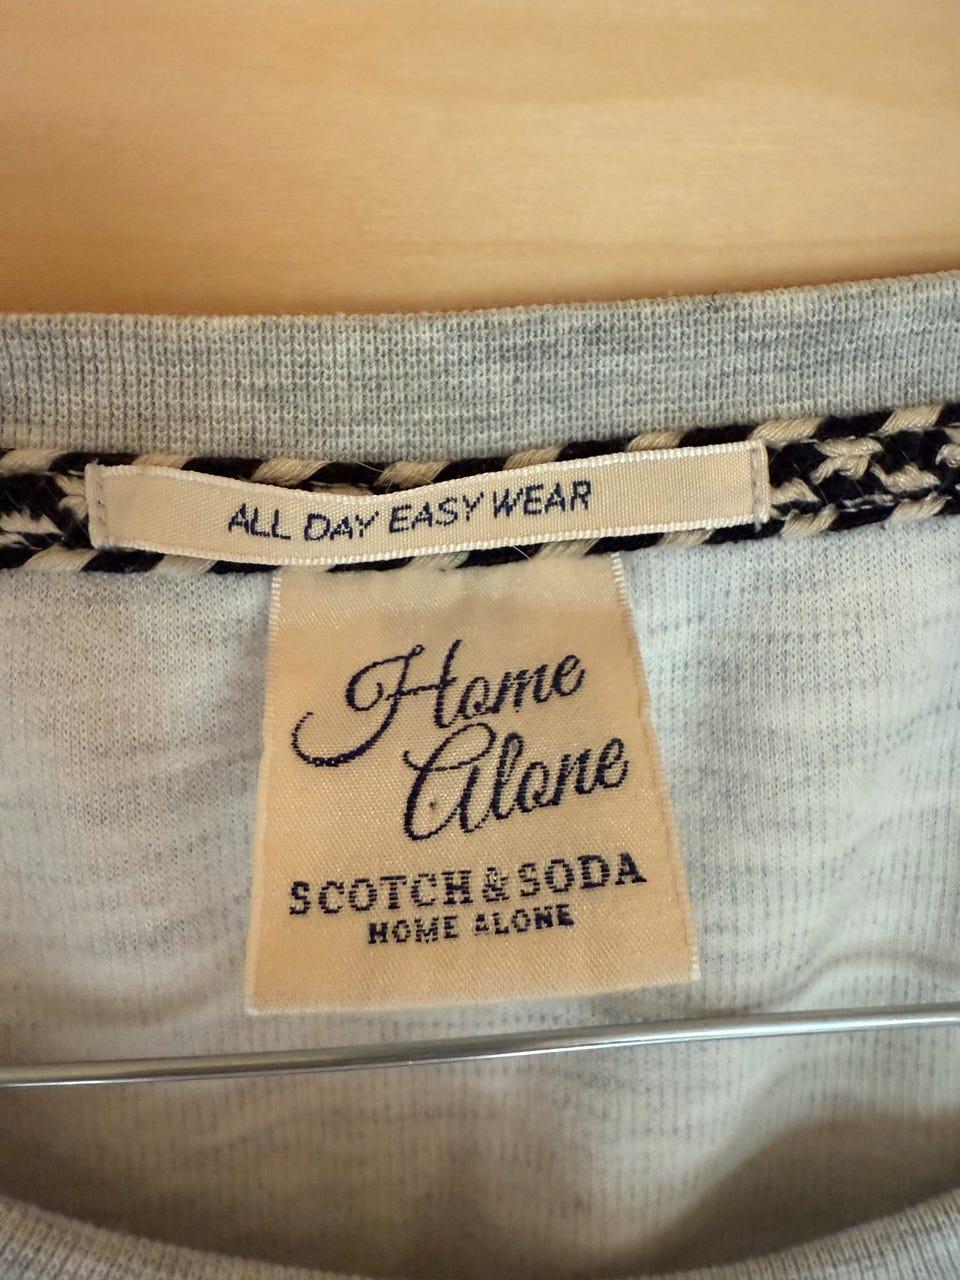 ALL DAY EASY WEAR
Home
Alone
SCOTCH & SODA
HOME ALONE